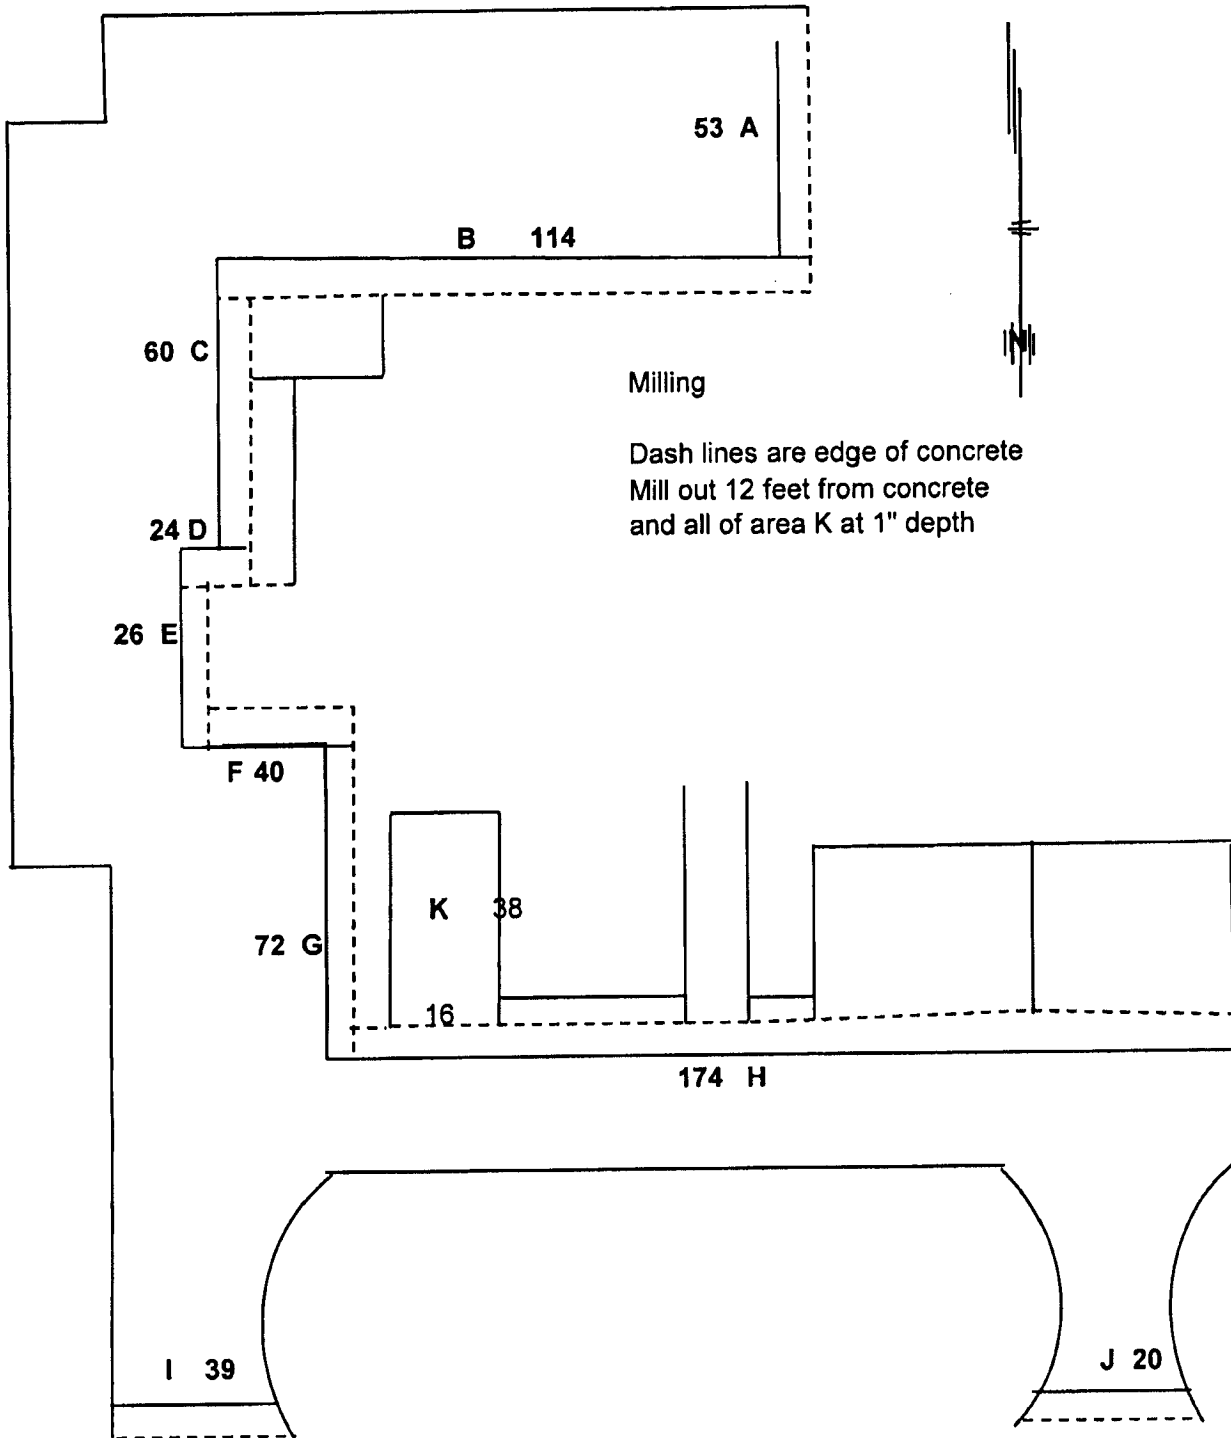 53 A
B 114
N
60 C
Milling
Dash lines are edge of concrete
Mill out 12 feet from concrete
and all of area K at 1" depth
24 D
26 E
F 40
K 38
72 G
16
174 H
I 39
J 20